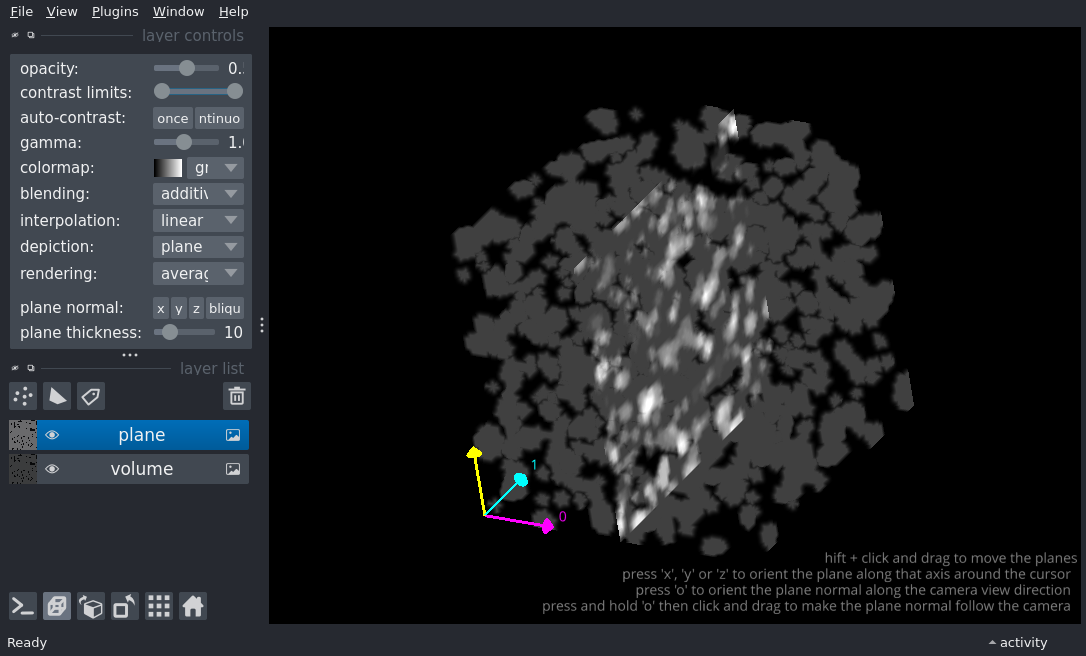 File View Plugins Window Help
layer controls
opacity: 0.
contrast limits:
auto-contrast: once ntinuo
gamma: 1.
colormap: gr
blending: additiv
interpolation: linear
depiction: plane
rendering: averag
plane normal: x y z bliqu
plane thickness: 10
layer list
plane
volume
1
0
hift + click and drag to move the planes
press 'x', 'y' or 'z' to orient the plane along that axis around the cursor
press 'o' to orient the plane normal along the camera view direction
press and hold 'o' then click and drag to make the plane normal follow the camera
Ready activity